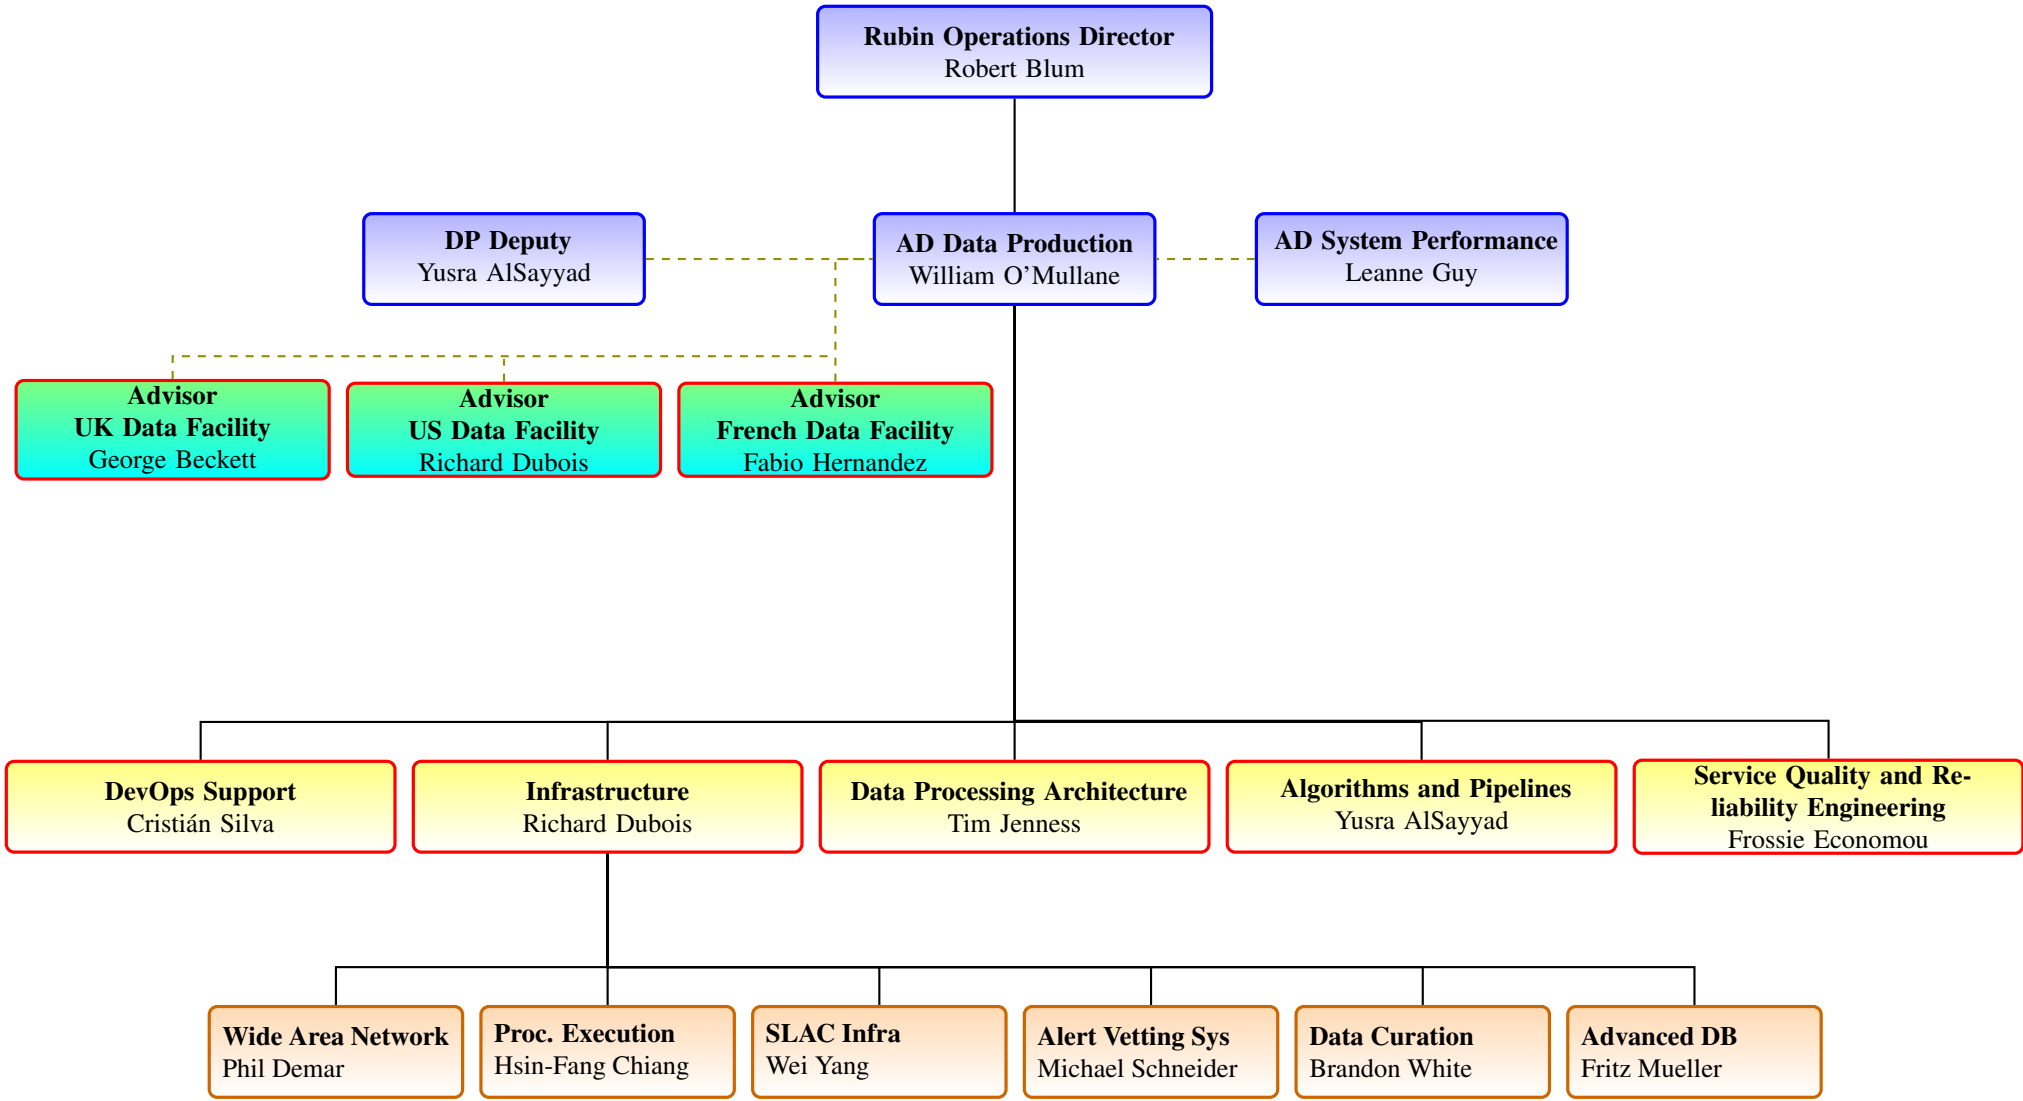 Rubin Operations Director
Robert Blum
DP Deputy
Yusra AlSayyad
AD Data Production
William O'Mullane
AD System Performance
Leanne Guy
Advisor
UK Data Facility
George Beckett
Advisor
US Data Facility
Richard Dubois
Advisor
French Data Facility
Fabio Hernandez
DevOps Support
Cristián Silva
Infrastructure
Richard Dubois
Data Processing Architecture
Tim Jenness
Algorithms and Pipelines
Yusra AlSayyad
Service Quality and Re-
liability Engineering
Frossie Economou
Wide Area Network
Phil Demar
Proc. Execution
Hsin-Fang Chiang
SLAC Infra
Wei Yang
Alert Vetting Sys
Michael Schneider
Data Curation
Brandon White
Advanced DB
Fritz Mueller